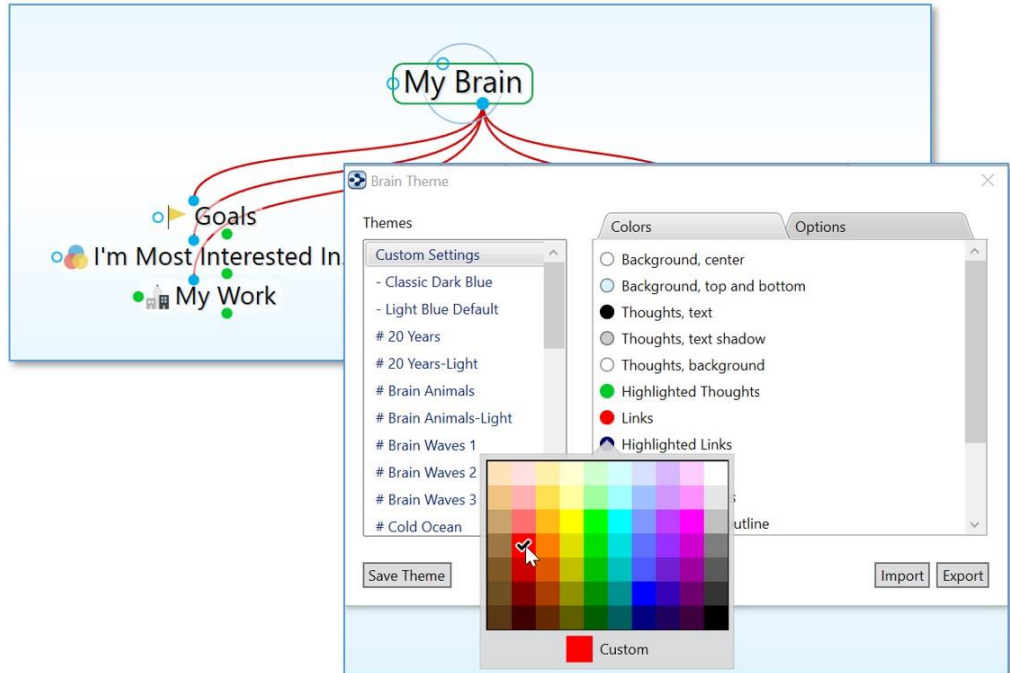 My Brain
Goals
I'm Most Interested In
My Work
Brain Theme
Themes
Custom Settings
- Classic Dark Blue
- Light Blue Default
# 20 Years
# 20 Years-Light
# Brain Animals
# Brain Animals-Light
# Brain Waves 1
# Brain Waves 2
# Brain Waves 3
# Cold Ocean
Save Theme
Colors
Options
Background, center
Background, top and bottom
Thoughts, text
Thoughts, text shadow
Thoughts, background
Highlighted Thoughts
Links
Highlighted Links
Import
Export
Custom